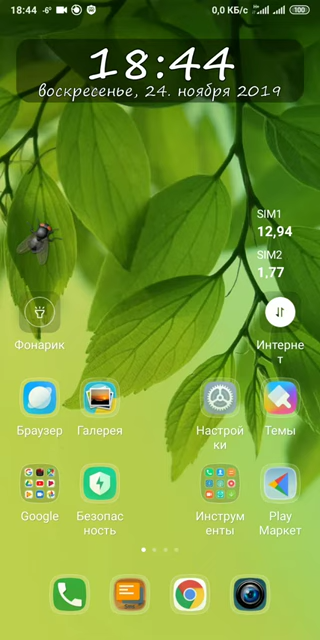 18:44 -6° 0,0 КБ/с 100
18:44
воскресенье, 24. ноября 2019
SIM1
12,94
SIM2
1,77
Фонарик
Интерне
т
Браузер Галерея Настрой
ки Темы
Google Безопас
ность Инструм
енты Play
Маркет